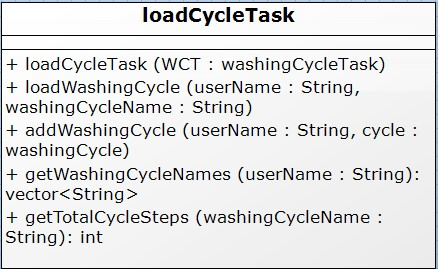 loadCycleTask
+ loadCycleTask (WCT : washingCycleTask)
+ loadWashingCycle (userName : String,
washingCycleName : String)
+ addWashingCycle (userName : String, cycle :
washingCycle)
+ getWashingCycleNames (userName : String):
vector<String>
+ getTotalCycleSteps (washingCycleName :
String): int